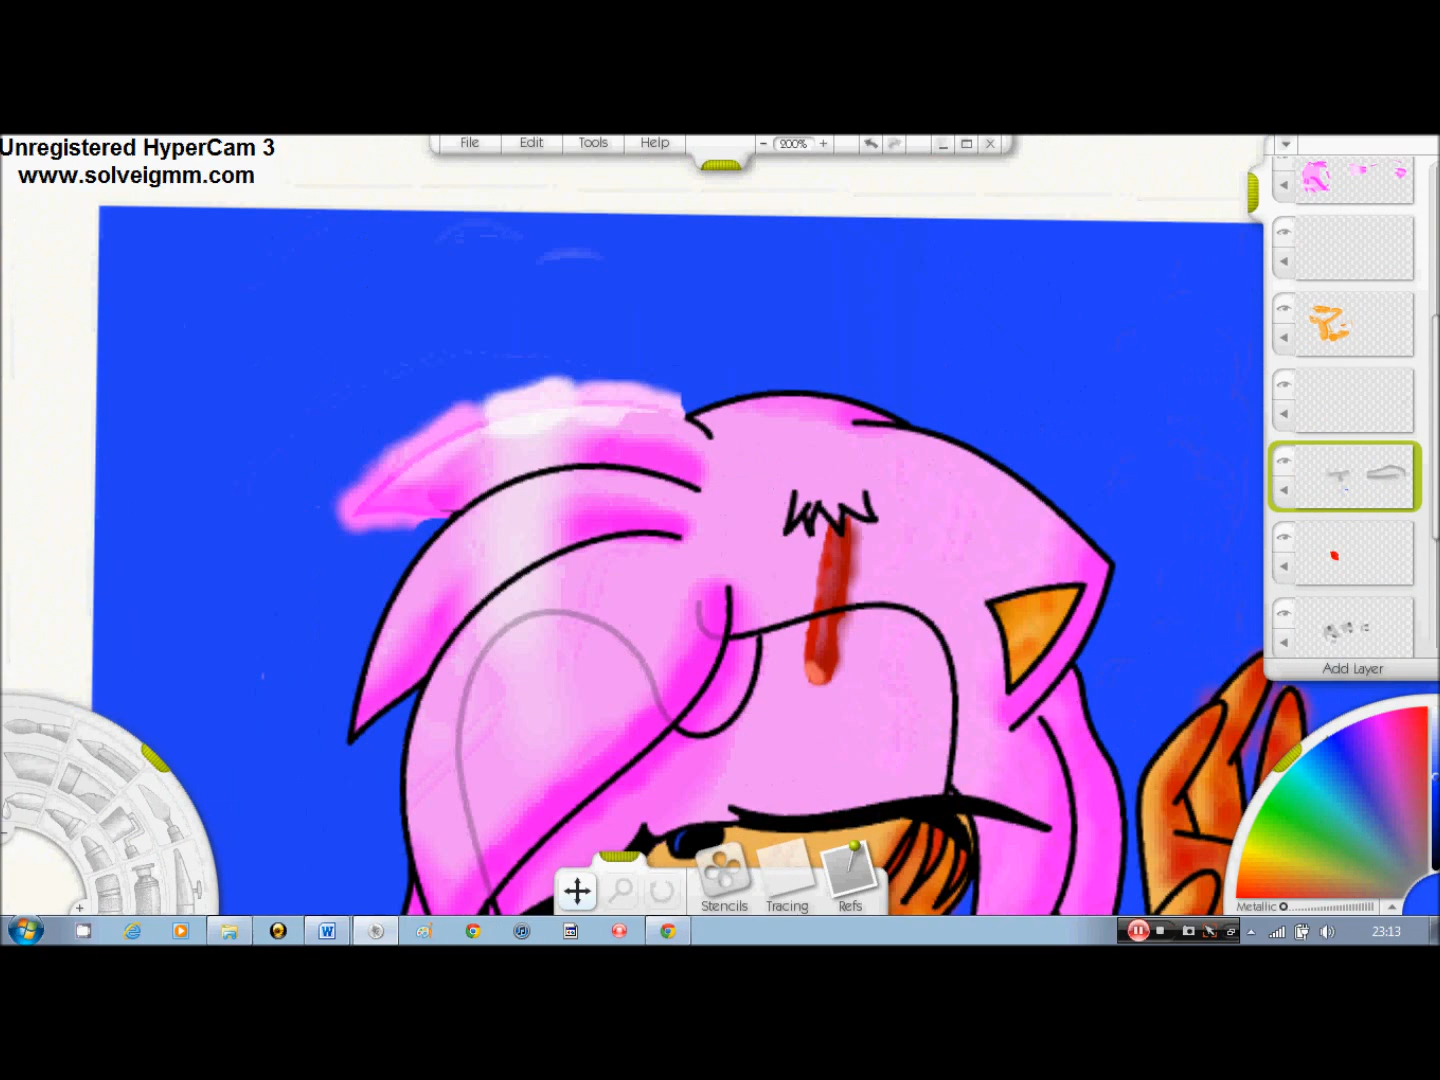 Unregistered HyperCam 3
www.solveigmm.com
File Edit Tools Help
200%
Add Layer
Stencils Tracing Refs
Metallic
23:13